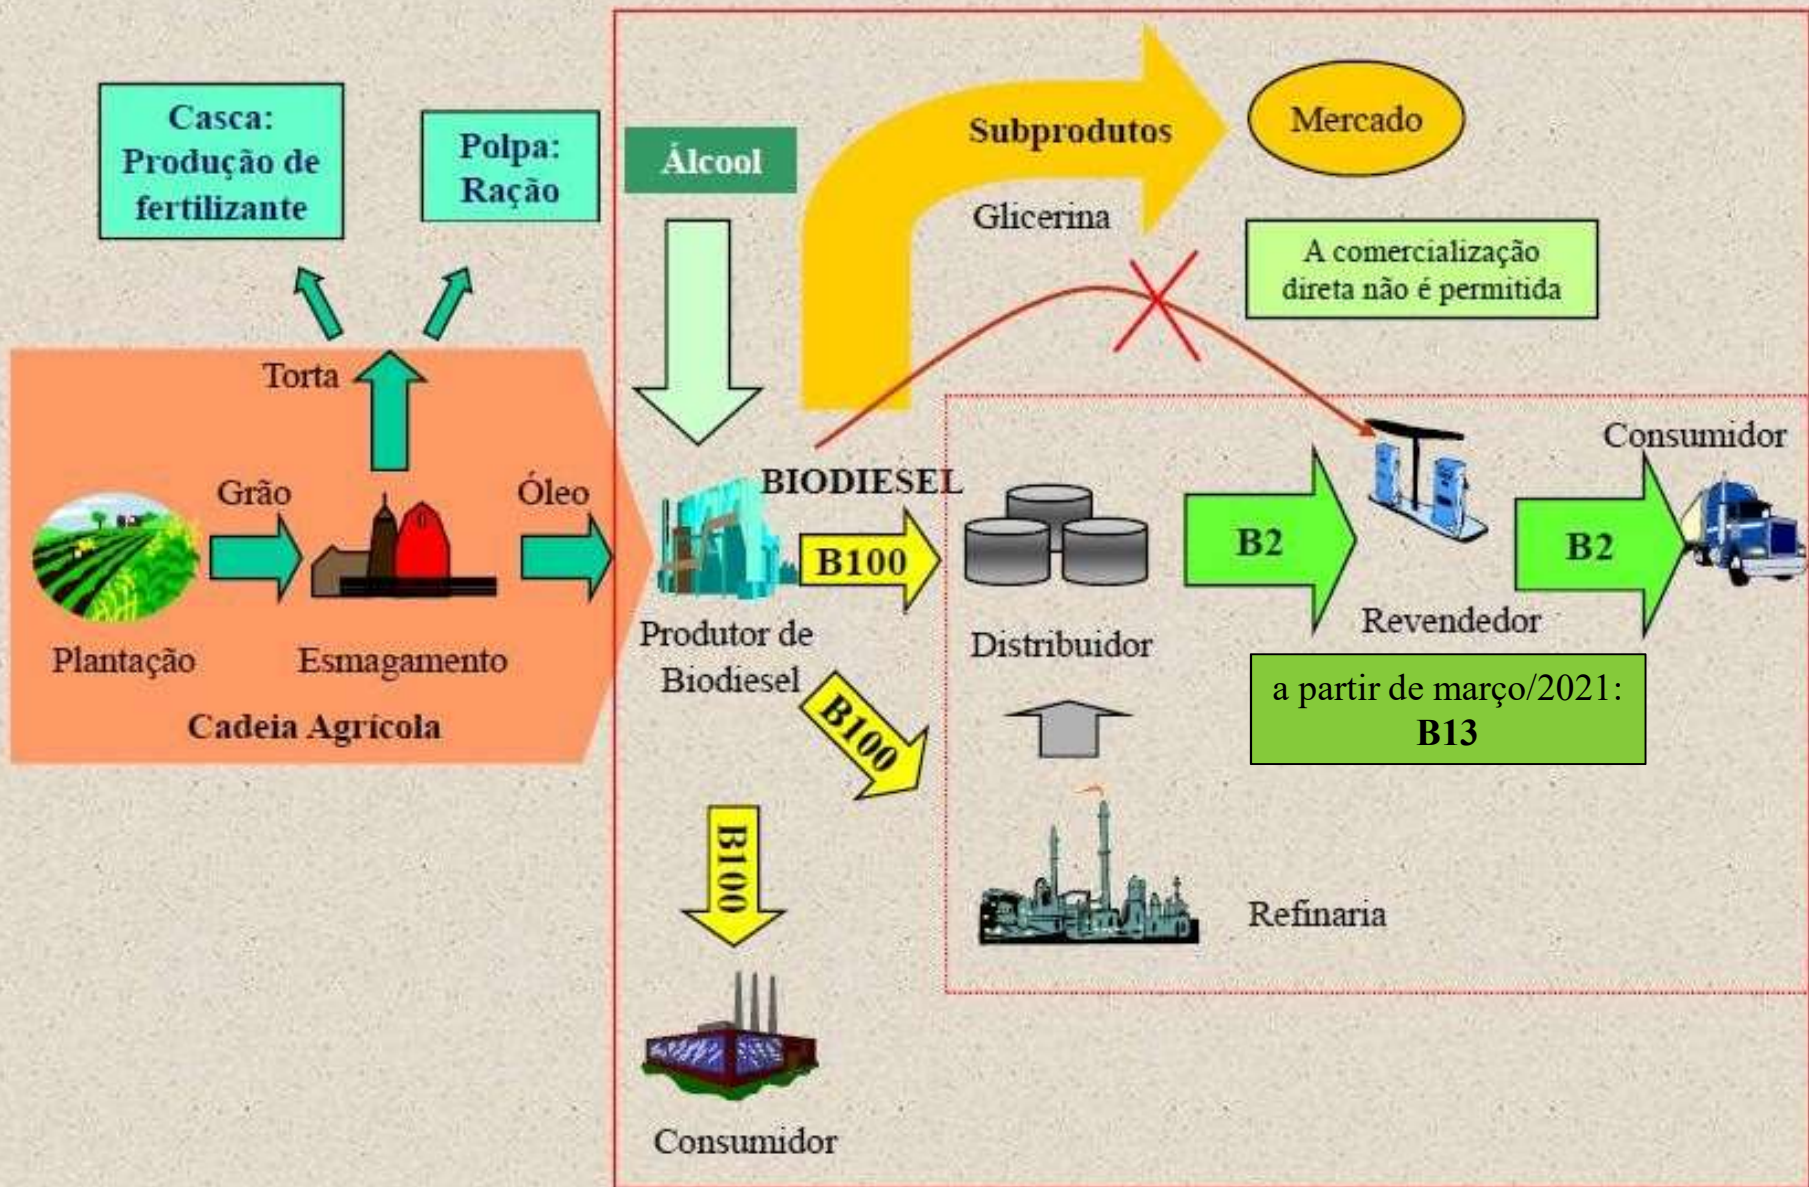 Casca:
Produção de
fertilizante
Polpa:
Ração
Álcool
Subprodutos
Mercado
Glicerina
A comercialização
direta não é permitida
Torta
Grão
Óleo
Plantação
Esmagamento
Cadeia Agrícola
BIODIESEL
B100
Produtor de
Biodiesel
B100
B100
Consumidor
Distribuidor
B2
Revendedor
B2
Consumidor
a partir de março/2021:
B13
Refinaria